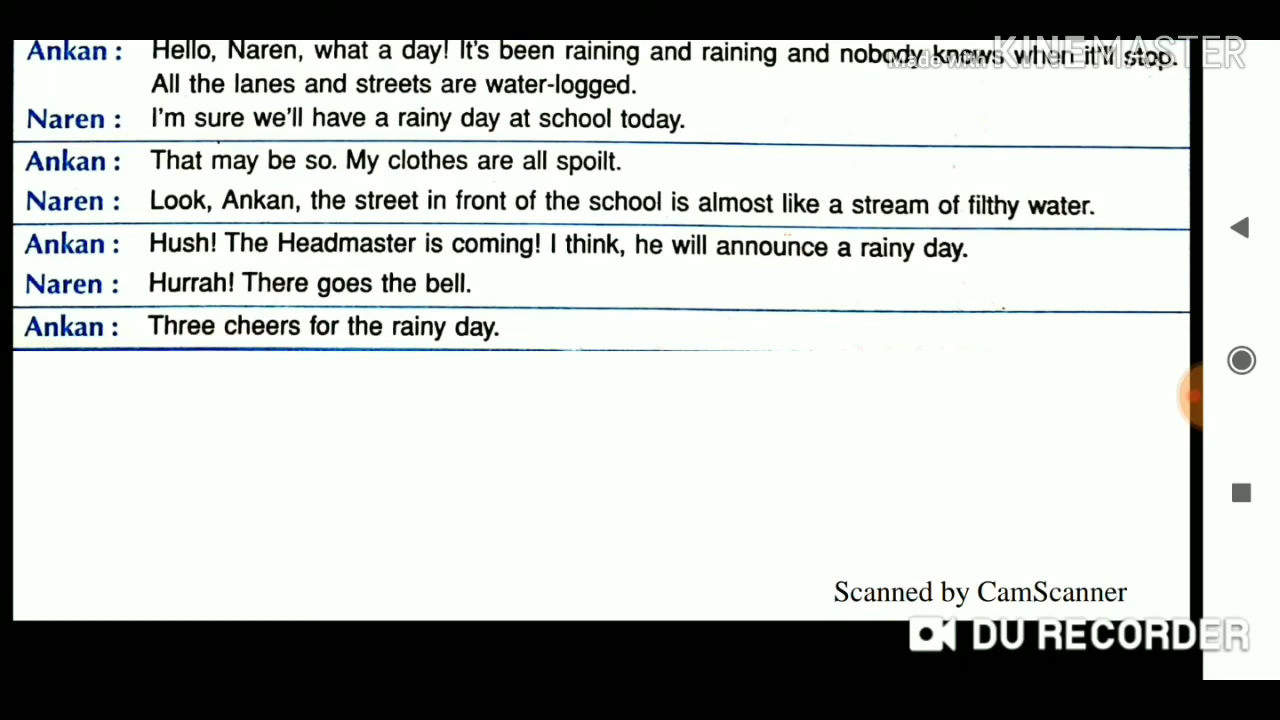 Ankan : Hello, Naren, what a day! It's been raining and raining and nobody knows when it'll stop.
All the lanes and streets are water-logged.
Naren : I'm sure we'll have a rainy day at school today.
Ankan : That may be so. My clothes are all spoilt.
Naren : Look, Ankan, the street in front of the school is almost like a stream of filthy water.
Ankan : Hush! The Headmaster is coming! I think, he will announce a rainy day.
Naren : Hurrah! There goes the bell.
Ankan : Three cheers for the rainy day.
Scanned by CamScanner
Made with KINEMASTER
DU RECORDER